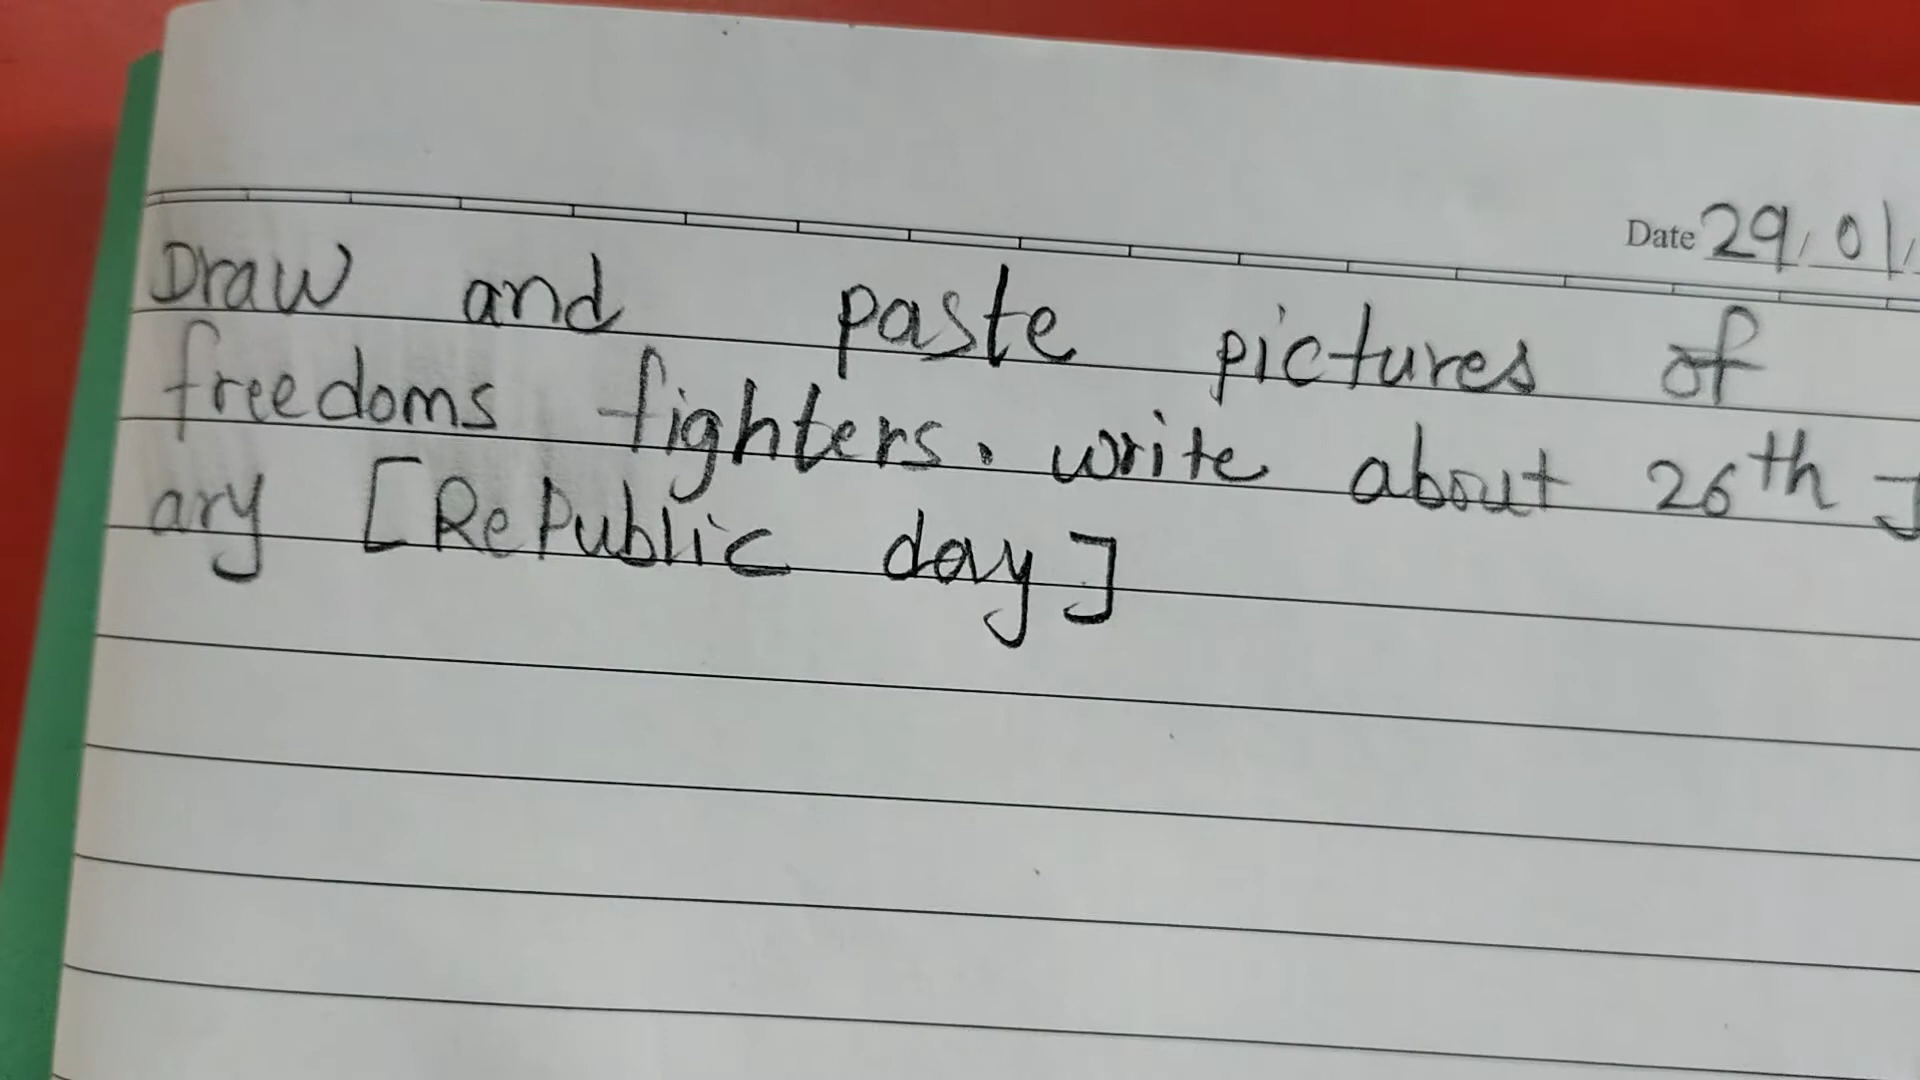 Date 29/01/
Draw and paste pictures of
freedoms fighters. write about 26th J
ary [RePublic day]